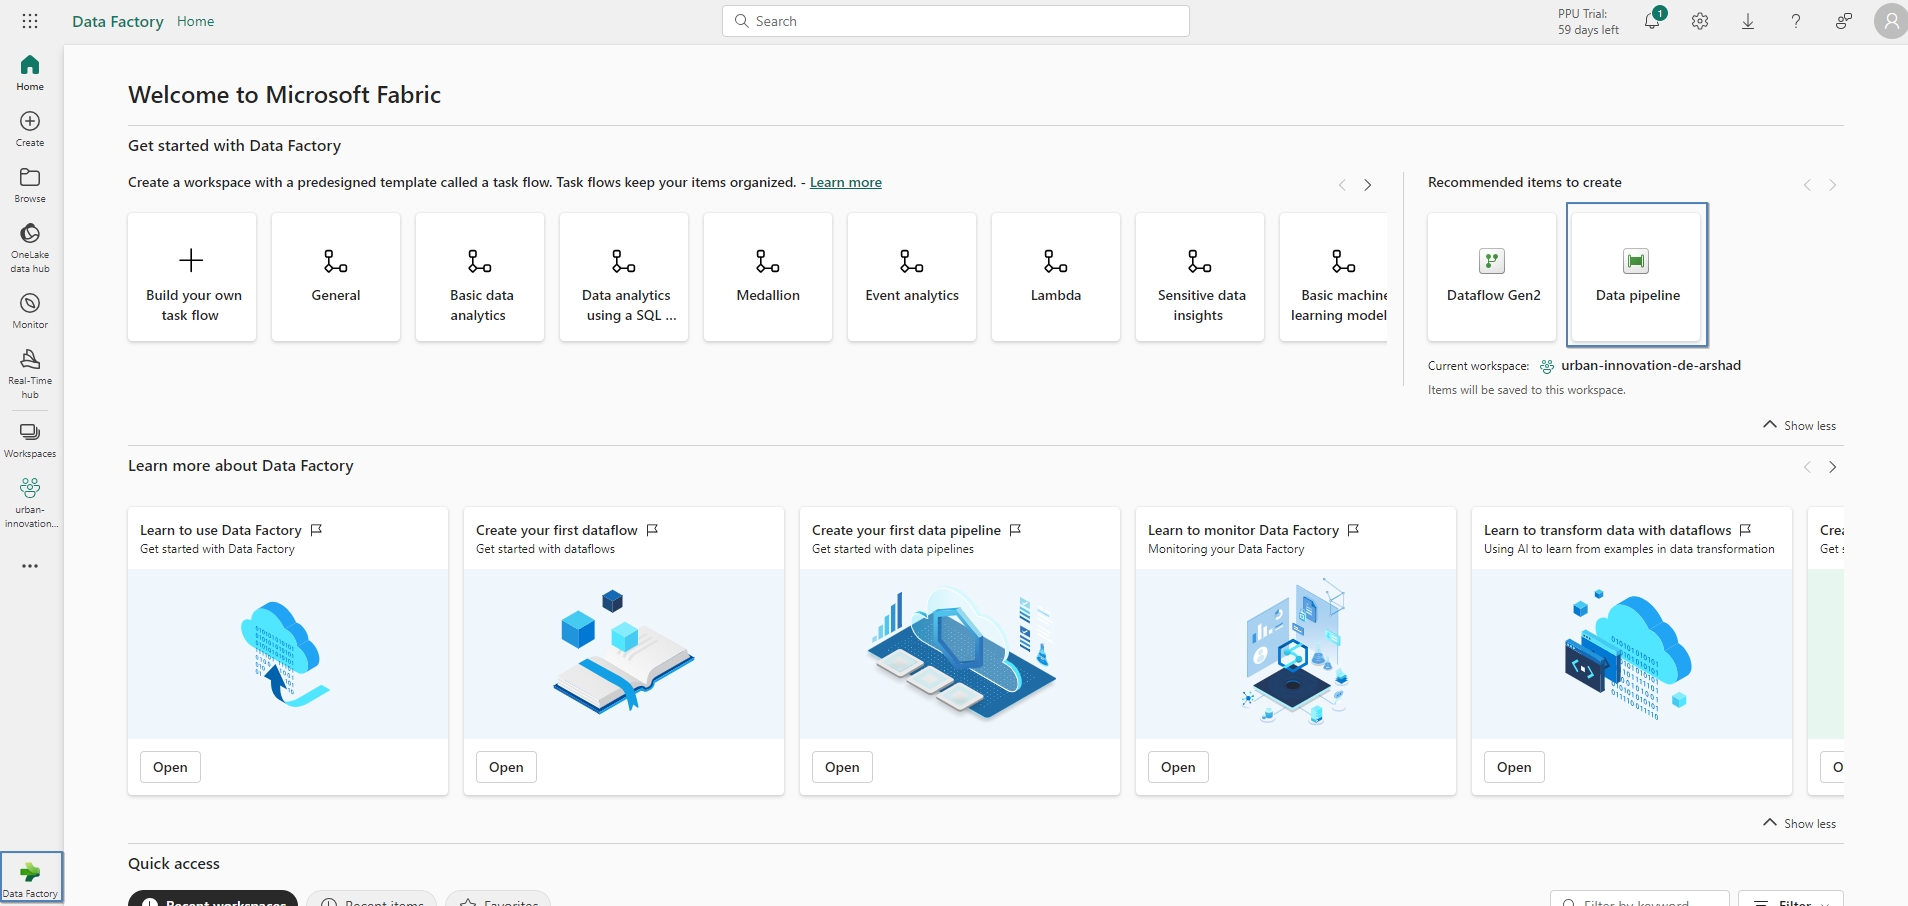 Data Factory Home
Search
PPU Trial:
59 days left
1
?
Home
Create
Browse
OneLake
data hub
Monitor
Real-Time
hub
Workspaces
urban-
innovation...
Data Factory
Welcome to Microsoft Fabric
Get started with Data Factory
Create a workspace with a predesigned template called a task flow. Task flows keep your items organized. - Learn more
Build your own
task flow
General
Basic data
analytics
Data analytics
using a SQL ...
Medallion
Event analytics
Lambda
Sensitive data
insights
Basic machine
learning model
Recommended items to create
Dataflow Gen2
Data pipeline
Current workspace: urban-innovation-de-arshad
Items will be saved to this workspace.
Show less
Learn more about Data Factory
Learn to use Data Factory
Get started with Data Factory
Open
Create your first dataflow
Get started with dataflows
Open
Create your first data pipeline
Get started with data pipelines
Open
Learn to monitor Data Factory
Monitoring your Data Factory
Open
Learn to transform data with dataflows
Using AI to learn from examples in data transformation
Open
Show less
Quick access
Recent workspaces
Recent items
Favorites
Filter by keyword
Filter